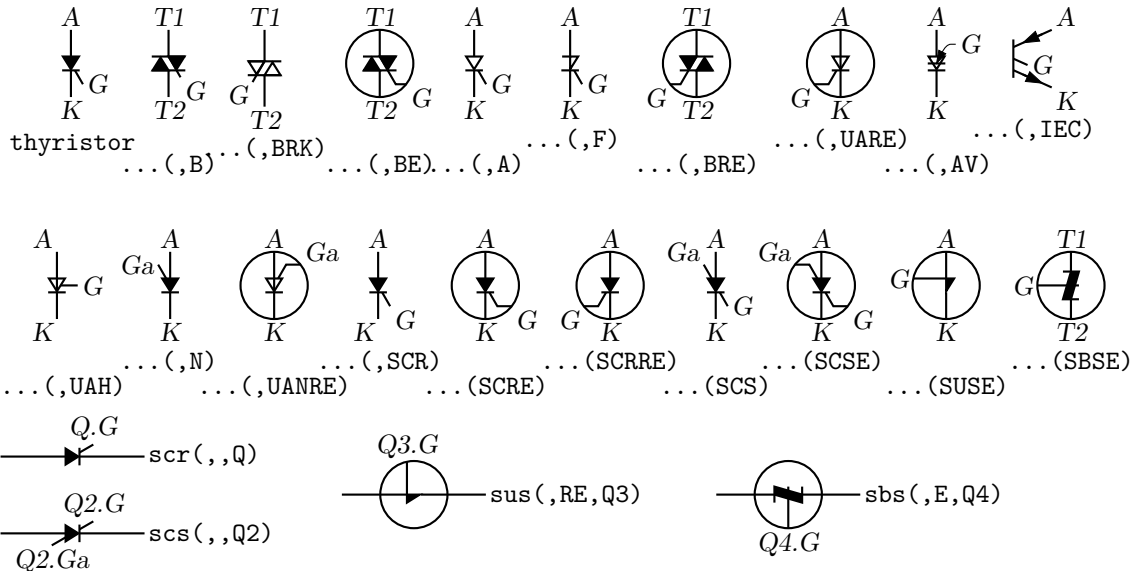 A T1 T1 T1 A A T1 A A A
G G G G G G G G G G
K T2 T2 T2 K K T2 K K K
thyristor ...(,B) ...(,BRK) ...(,BE) ...(,A) ...(,F) ...(,BRE) ...(,UARE) ...(,AV) ...(,IEC)
A A A A A A A A A T1
G Ga Ga G G G Ga G Ga G G G
K K K K K K K K K T2
...(,UAH) ...(,N) ...(,UANRE) ...(,SCR) ...(SCRE) ...(SCRRE) ...(SCS) ...(SCSE) ...(SUSE) ...(SBSE)
Q.G
scr(,,Q)
Q2.G
scs(,,Q2)
Q2.Ga
Q3.G
sus(,RE,Q3)
sbs(,E,Q4)
Q4.G